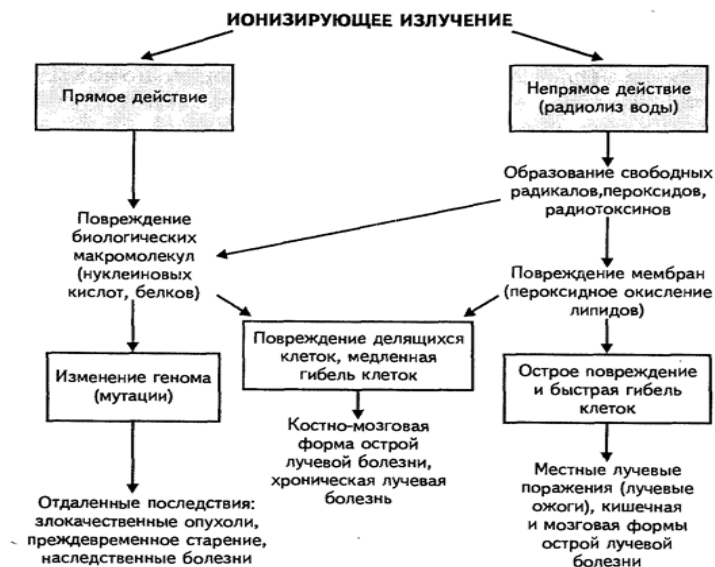 ИОНИЗИРУЮЩЕЕ ИЗЛУЧЕНИЕ
Прямое действие
Непрямое действие
(радиолиз воды)
Образование свободных
радикалов,пероксидов,
радиотоксинов
Повреждение
биологических
макромолекул
(нуклеиновых
кислот, белков)
Повреждение мембран
(пероксидное окисление
липидов)
Изменение генома
(мутации)
Повреждение делящихся
клеток, медленная
гибель клеток
Острое повреждение
и быстрая гибель
клеток
Отдаленные последствия:
злокачественные опухоли,
преждевременное старение,
наследственные болезни
Костно-мозговая
форма острой
лучевой болезни,
хроническая лучевая
болезнь
Местные лучевые
поражения (лучевые
ожоги), кишечная
и мозговая формы
острой лучевой
болезни